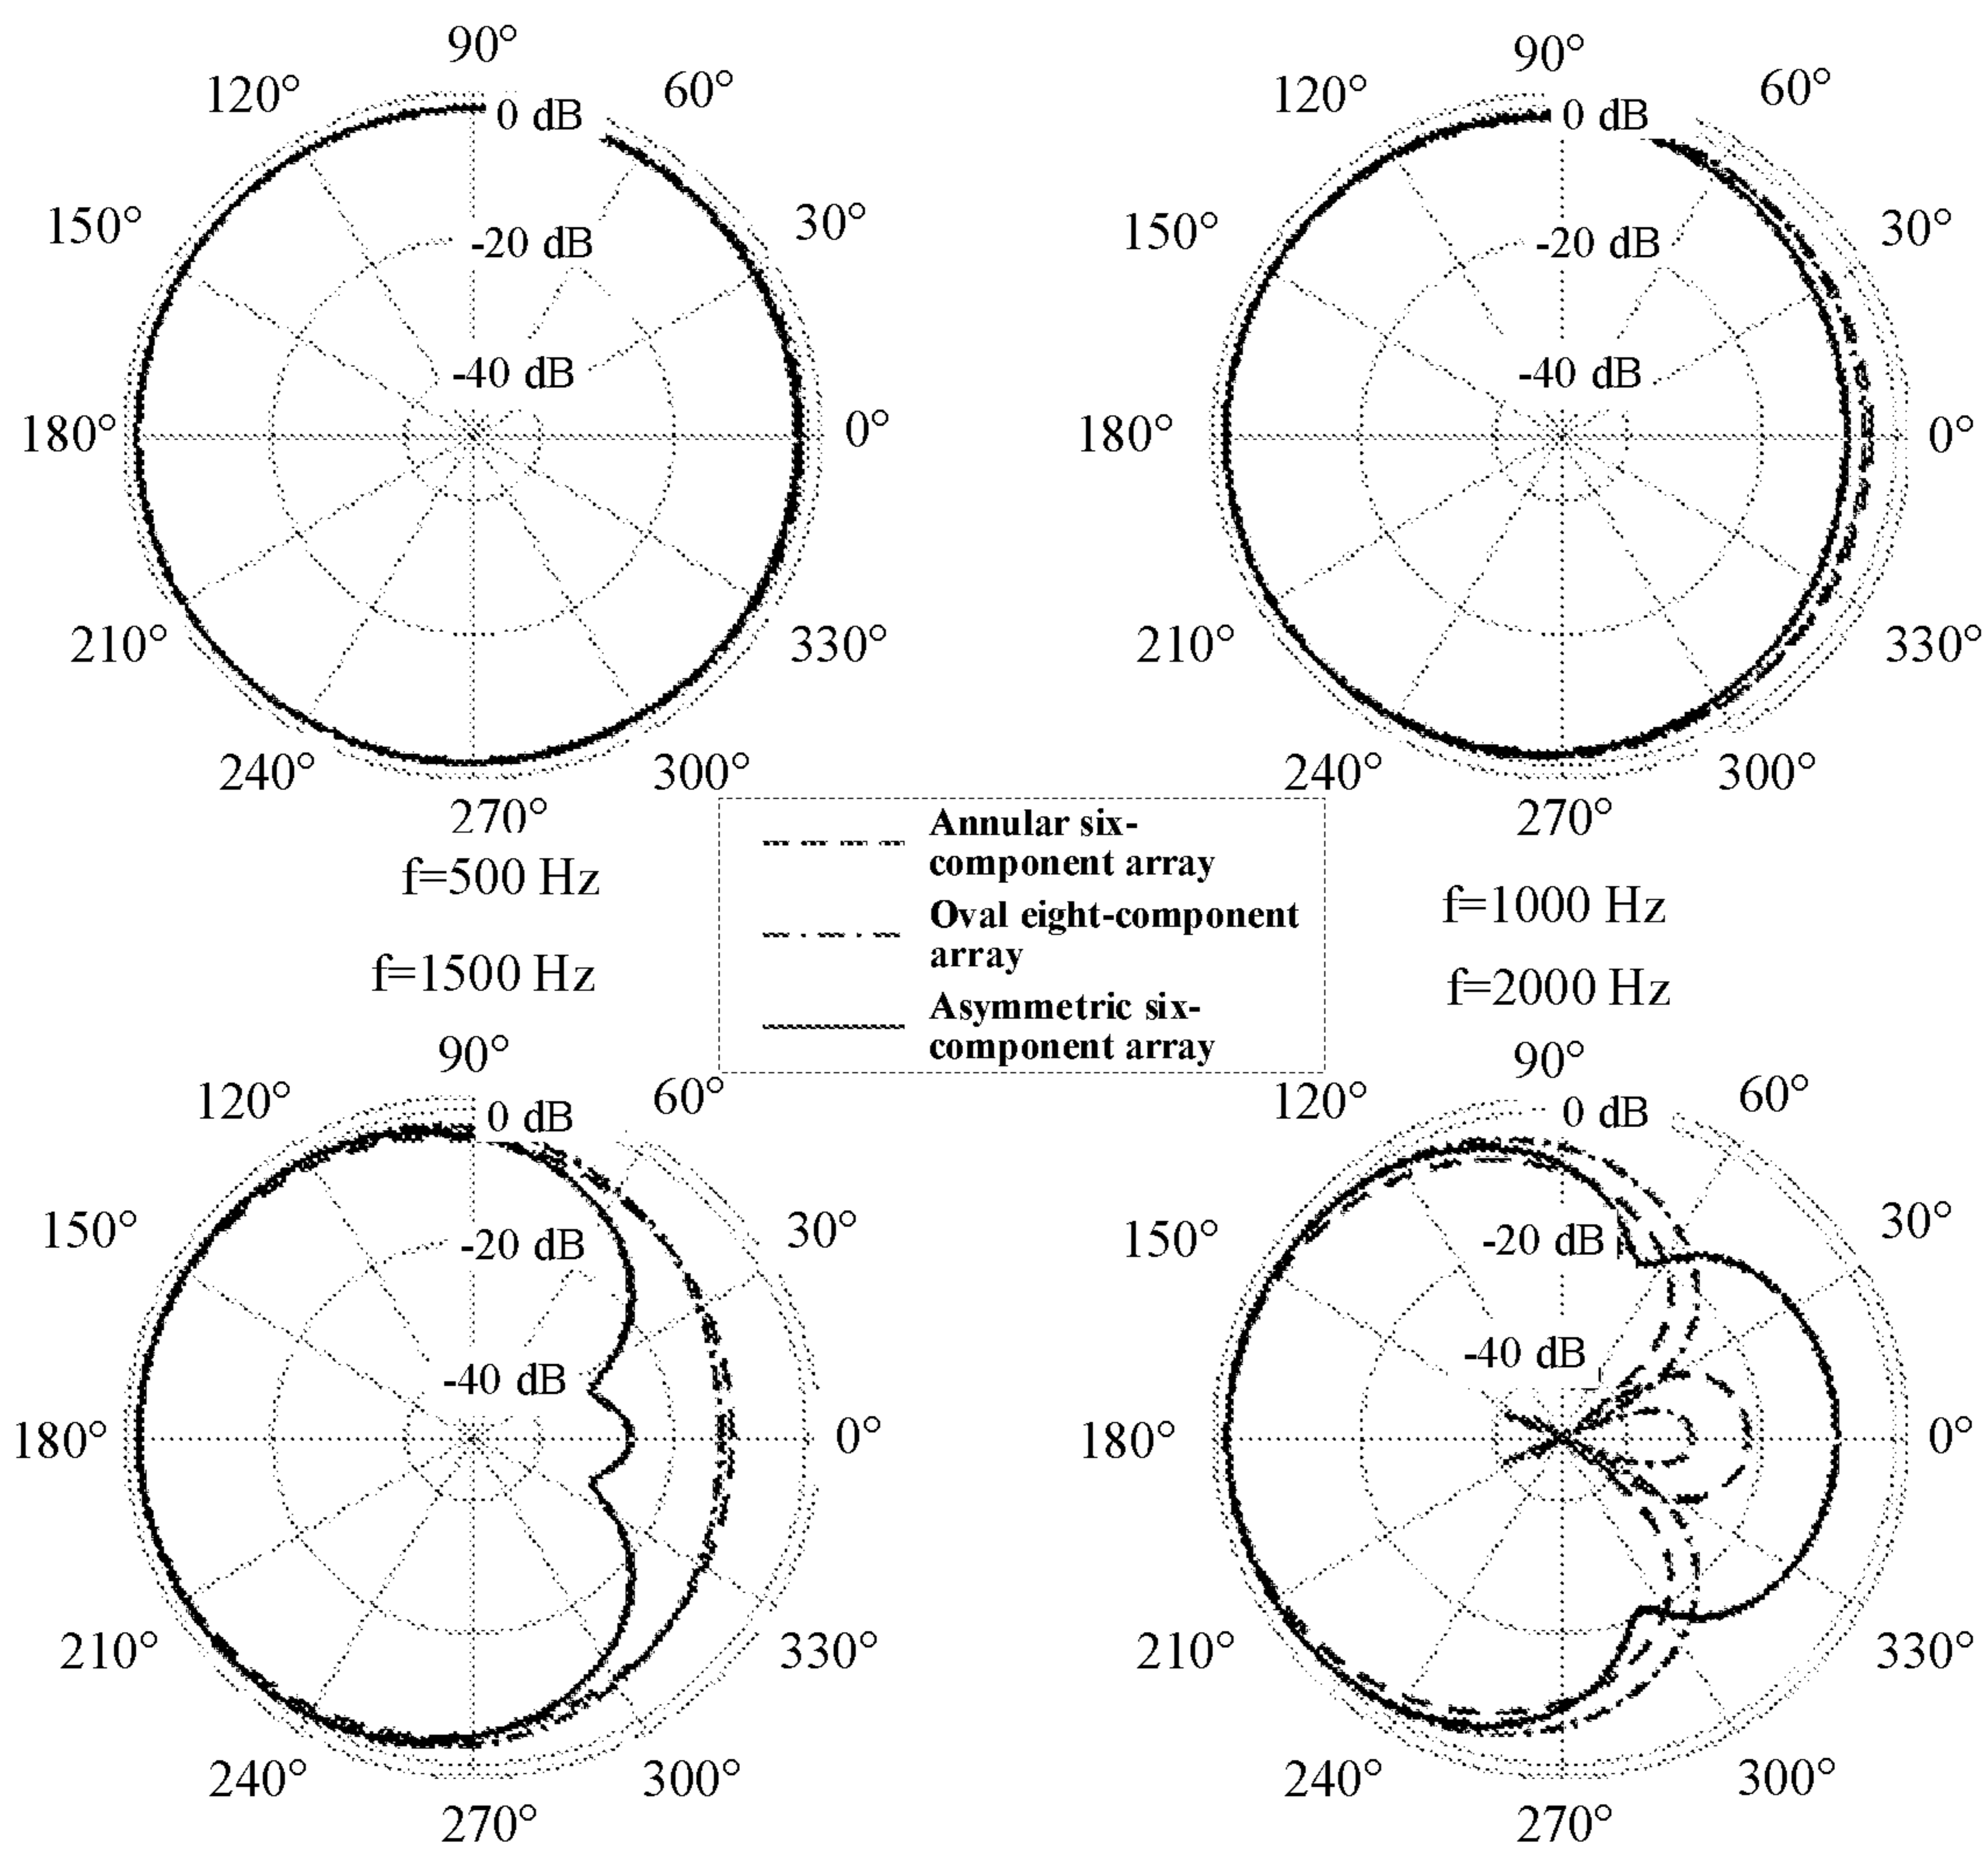 90°
120°
60°
0 dB
150°
30°
-20 dB
-40 dB
180°
0°
210°
330°
240°
300°
270°
f=500 Hz
90°
120°
60°
0 dB
150°
30°
-20 dB
-40 dB
180°
0°
210°
330°
240°
300°
270°
f=1000 Hz
Annular six-
component array
Oval eight-component
array
Asymmetric six-
component array
f=1500 Hz
90°
120°
60°
0 dB
150°
30°
-20 dB
-40 dB
180°
0°
210°
330°
240°
300°
270°
f=2000 Hz
90°
120°
60°
0 dB
150°
30°
-20 dB
-40 dB
180°
0°
210°
330°
240°
300°
270°